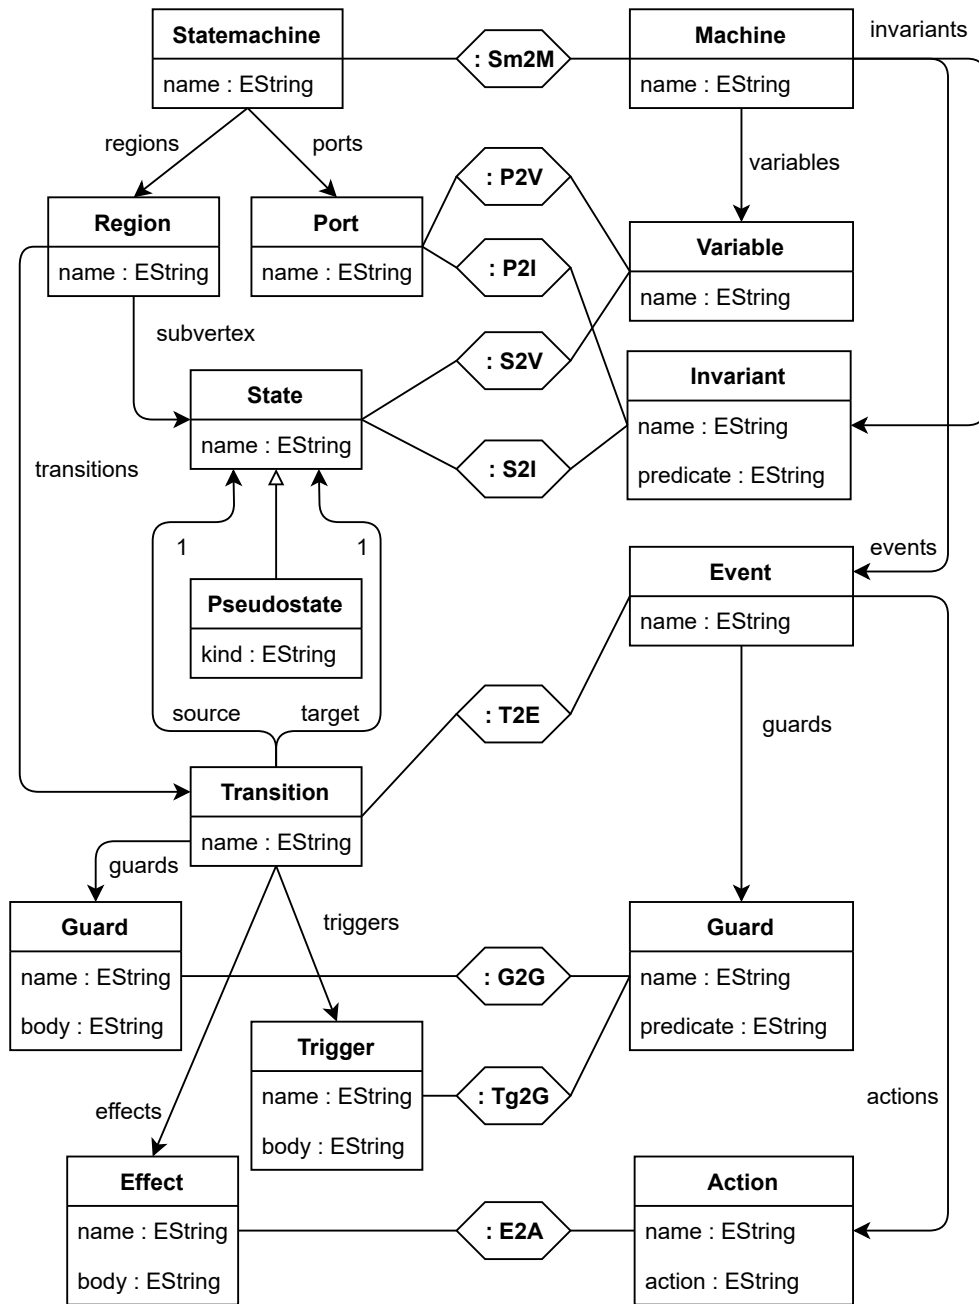 Statemachine
name : EString
: Sm2M
Machine
name : EString
invariants
regions
ports
variables
Region
name : EString
Port
name : EString
: P2V
: P2I
Variable
name : EString
subvertex
State
name : EString
: S2V
: S2I
Invariant
name : EString
predicate : EString
transitions
1
1
events
Pseudostate
kind : EString
Event
name : EString
source
target
: T2E
guards
Transition
name : EString
guards
triggers
Guard
name : EString
body : EString
: G2G
Guard
name : EString
predicate : EString
Trigger
name : EString
body : EString
: Tg2G
effects
actions
Effect
name : EString
body : EString
: E2A
Action
name : EString
action : EString